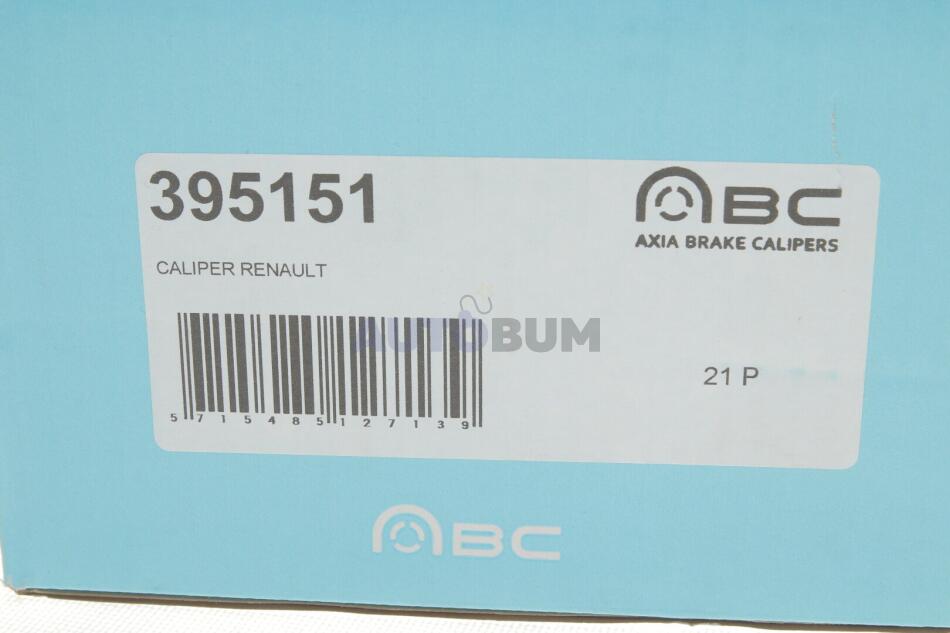 395151
ABC
AXIA BRAKE CALIPERS
CALIPER RENAULT
AUTOBUM
21 P
5 715485 127139
ABC